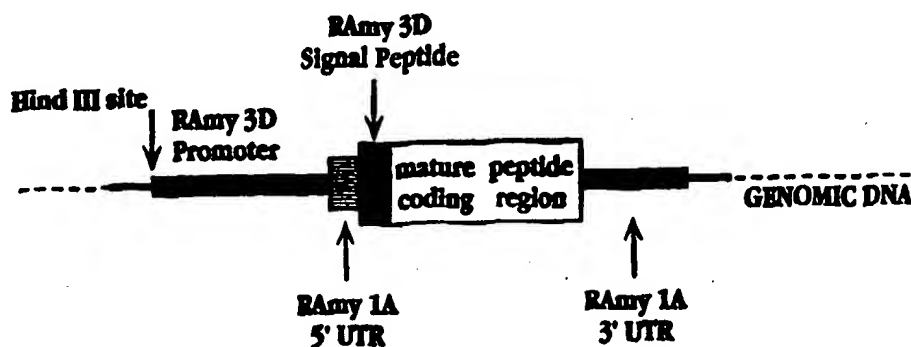 RAmy 3D
Signal Peptide
Hind III site
RAmy 3D
Promoter
mature peptide
coding region
GENOMIC DNA
RAmy 1A
5' UTR
RAmy 1A
3' UTR